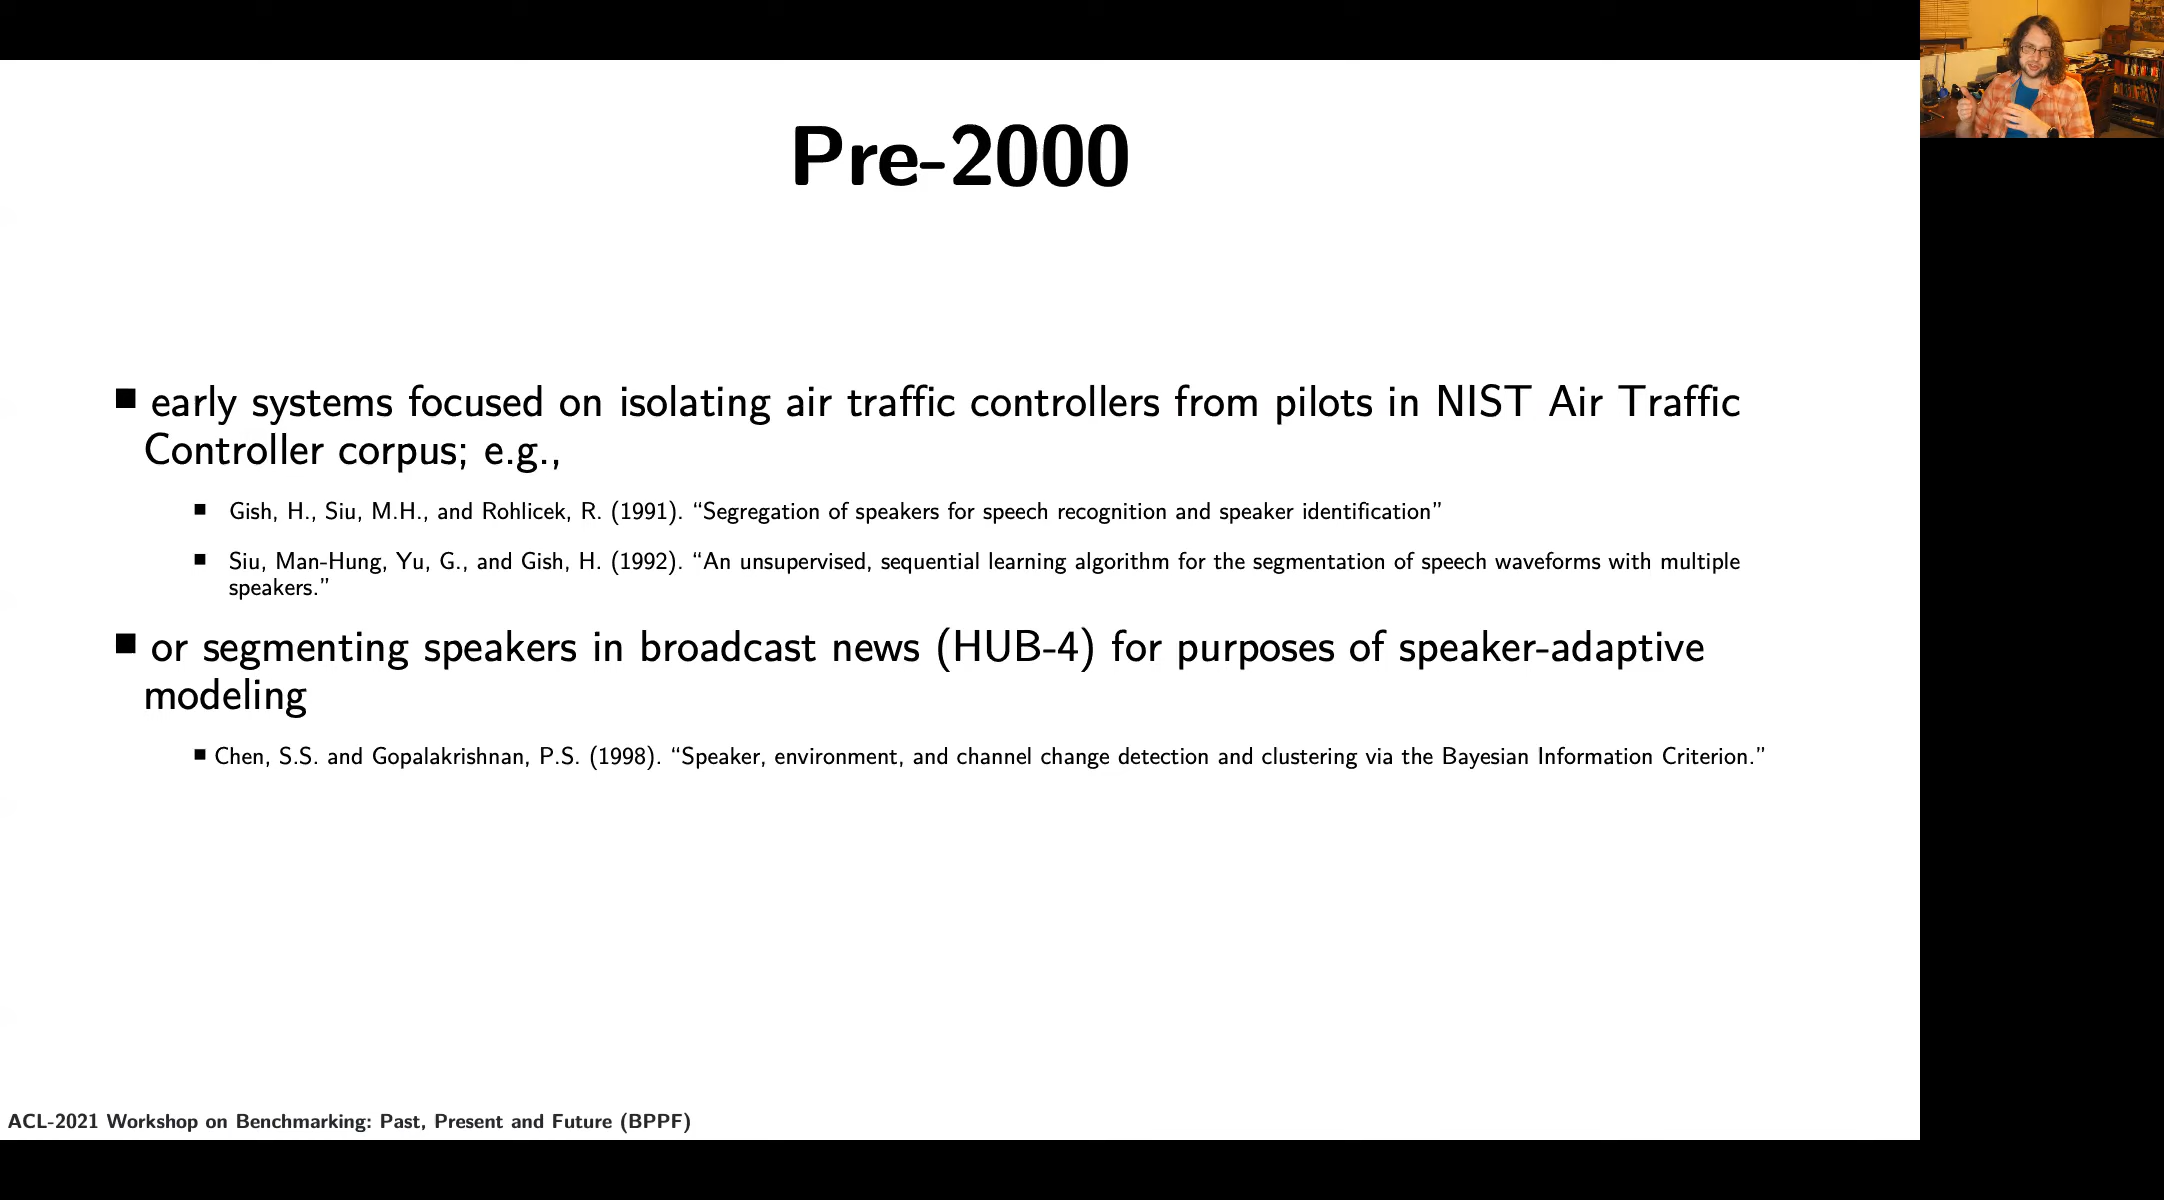 Pre-2000
■ early systems focused on isolating air traffic controllers from pilots in NIST Air Traffic
Controller corpus; e.g.,
■ Gish, H., Siu, M.H., and Rohlicek, R. (1991). “Segregation of speakers for speech recognition and speaker identification”
■ Siu, Man-Hung, Yu, G., and Gish, H. (1992). “An unsupervised, sequential learning algorithm for the segmentation of speech waveforms with multiple
speakers.”
■ or segmenting speakers in broadcast news (HUB-4) for purposes of speaker-adaptive
modeling
■ Chen, S.S. and Gopalakrishnan, P.S. (1998). “Speaker, environment, and channel change detection and clustering via the Bayesian Information Criterion.”
ACL-2021 Workshop on Benchmarking: Past, Present and Future (BPPF)